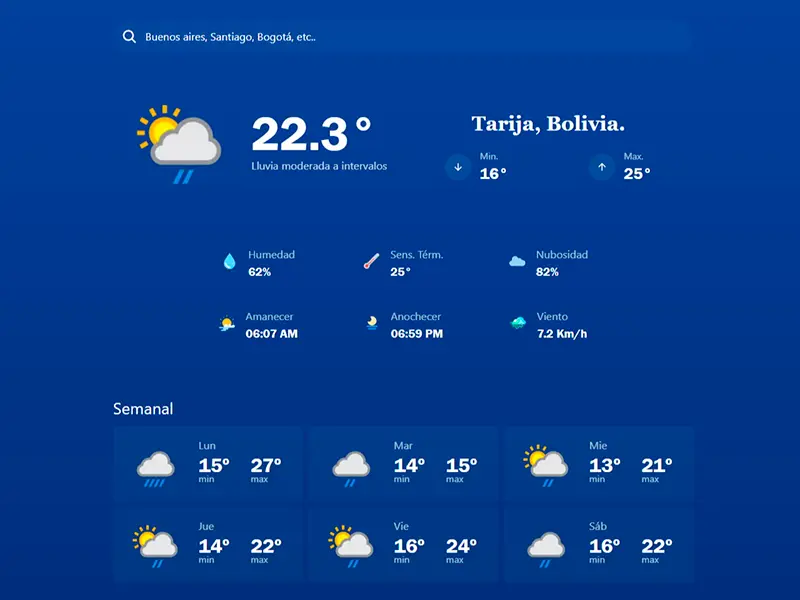 Buenos aires, Santiago, Bogotá, etc..
22.3°
Lluvia moderada a intervalos
Tarija, Bolivia.
Min.
16°
Max.
25°
Humedad
62%
Sens. Térm.
25°
Nubosidad
82%
Amanecer
06:07 AM
Anochecer
06:59 PM
Viento
7.2 Km/h
Semanal
Lun
15° 27°
min max
Mar
14° 15°
min max
Mie
13° 21°
min max
Jue
14° 22°
min max
Vie
16° 24°
min max
Sáb
16° 22°
min max